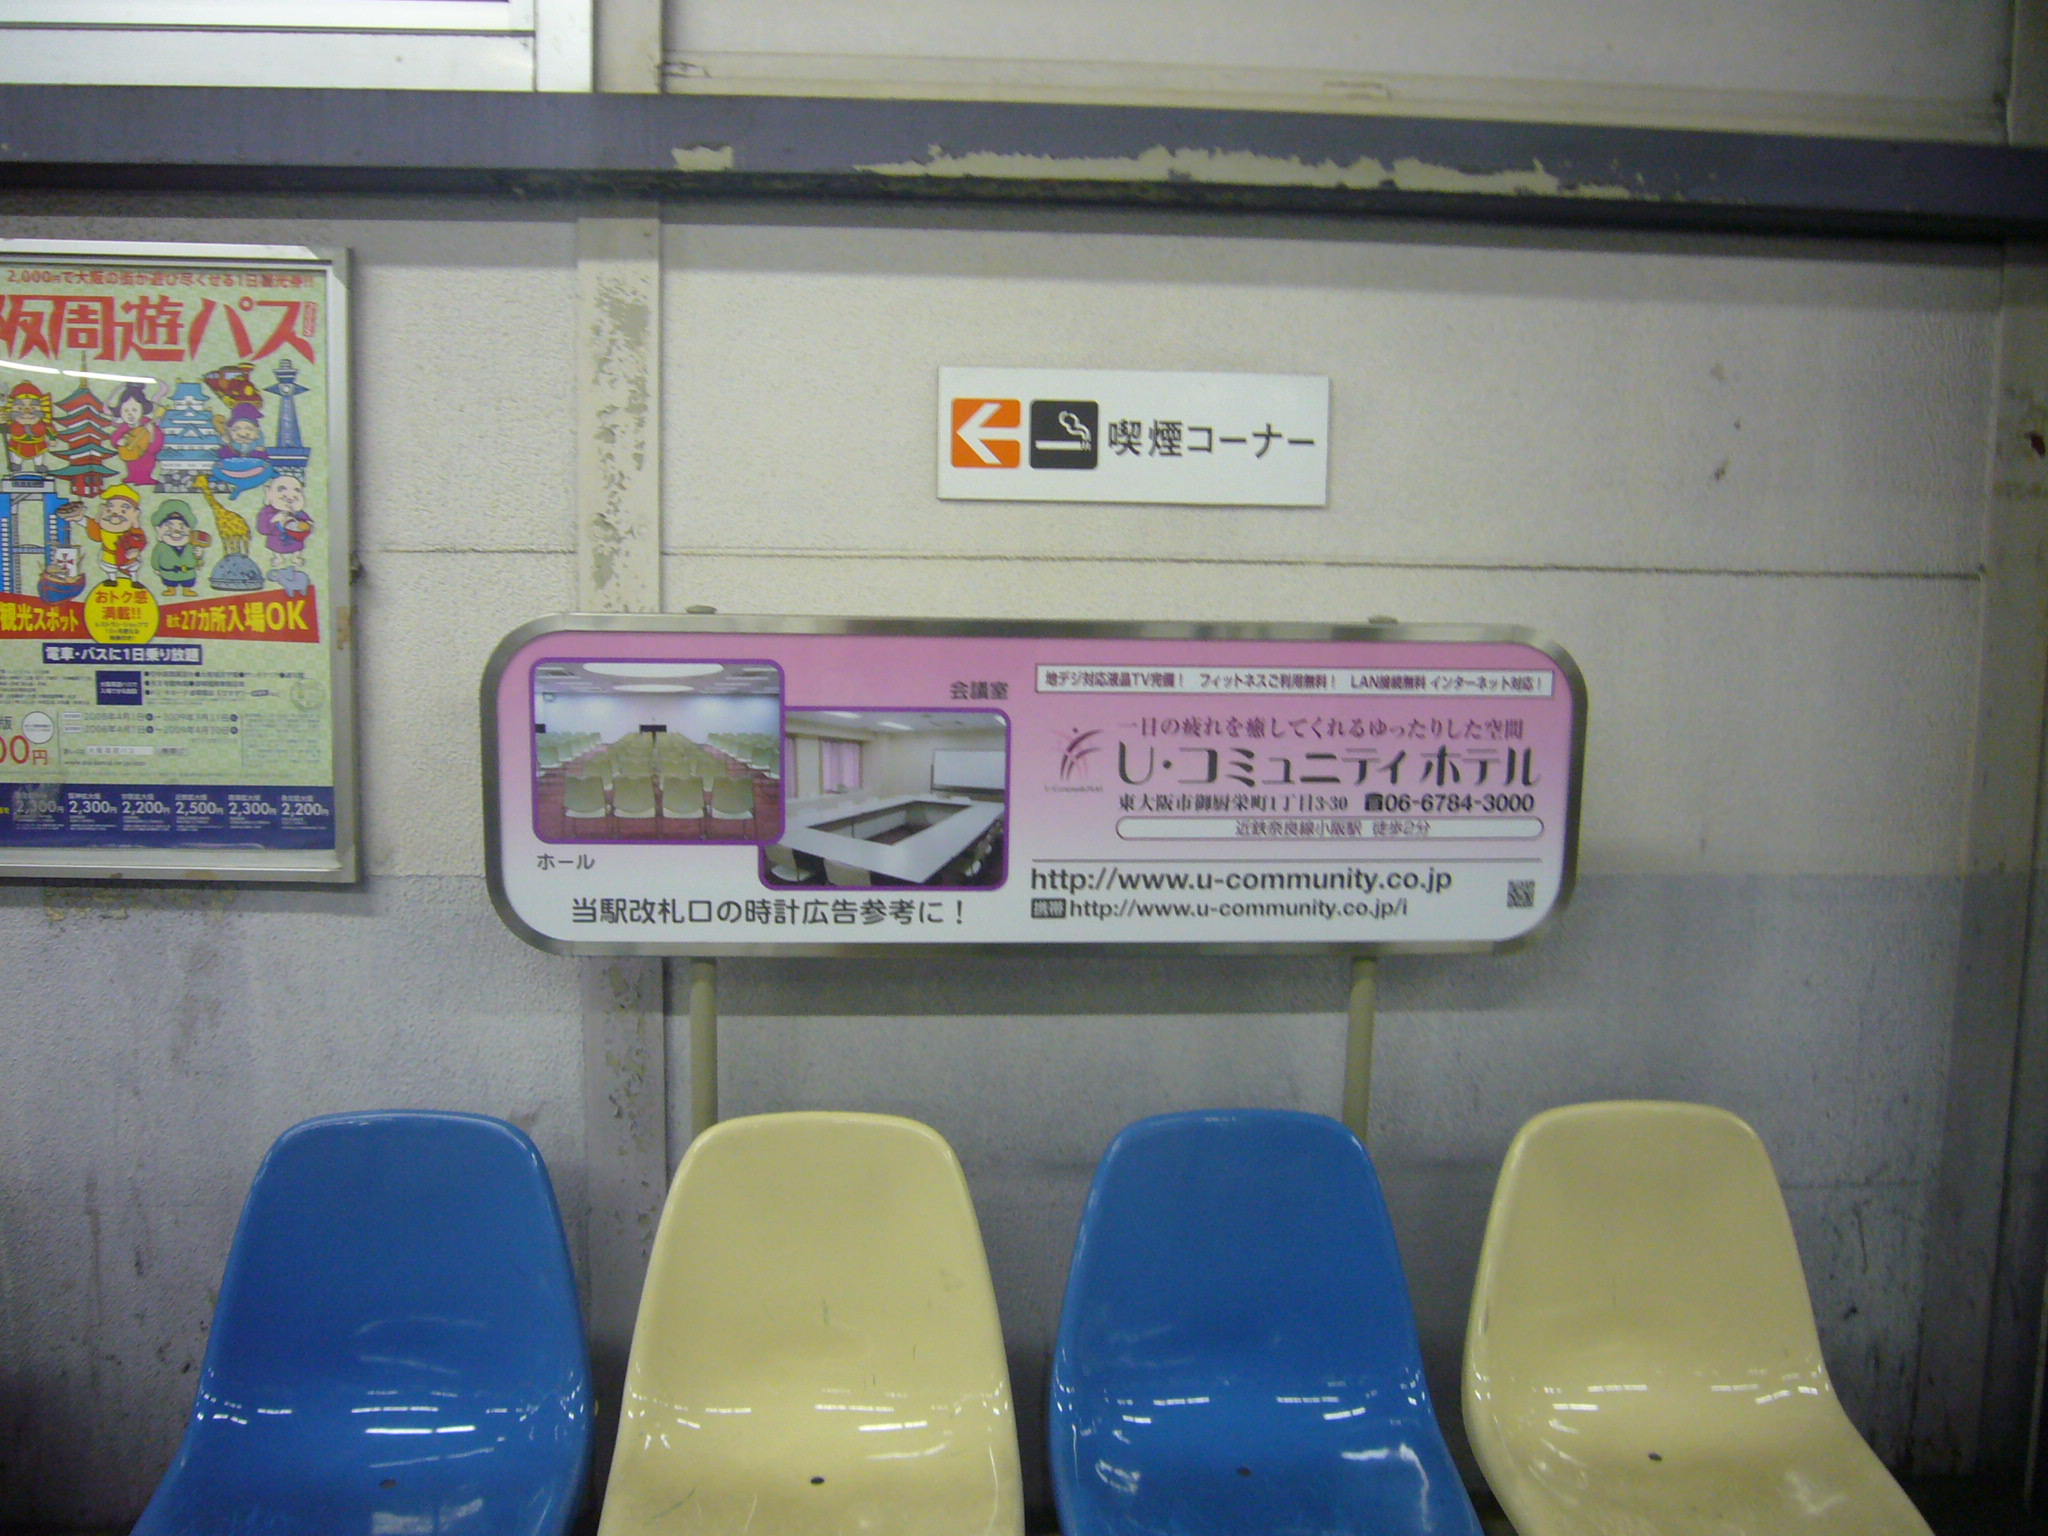 2,000円で大阪の街が遊び尽くせる1日観光券!!
阪周遊パス
観光スポット
おトク感
満載!!
最大27カ所入場OK
電車・バスに1日乗り放題
00円
2,300円 2,300円 2,200円 2,500円 2,300円 2,200円
喫煙コーナー
会議室
ホール
当駅改札口の時計広告参考に!
地デジ対応液晶TV完備! フィットネスご利用無料! LAN接続無料 インターネット対応!
一日の疲れを癒してくれるゆったりした空間
U・コミュニティホテル
東大阪市御厨栄町1丁目3-30 ☎06-6784-3000
近鉄奈良線小阪駅 徒歩2分
http://www.u-community.co.jp
携帯 http://www.u-community.co.jp/i